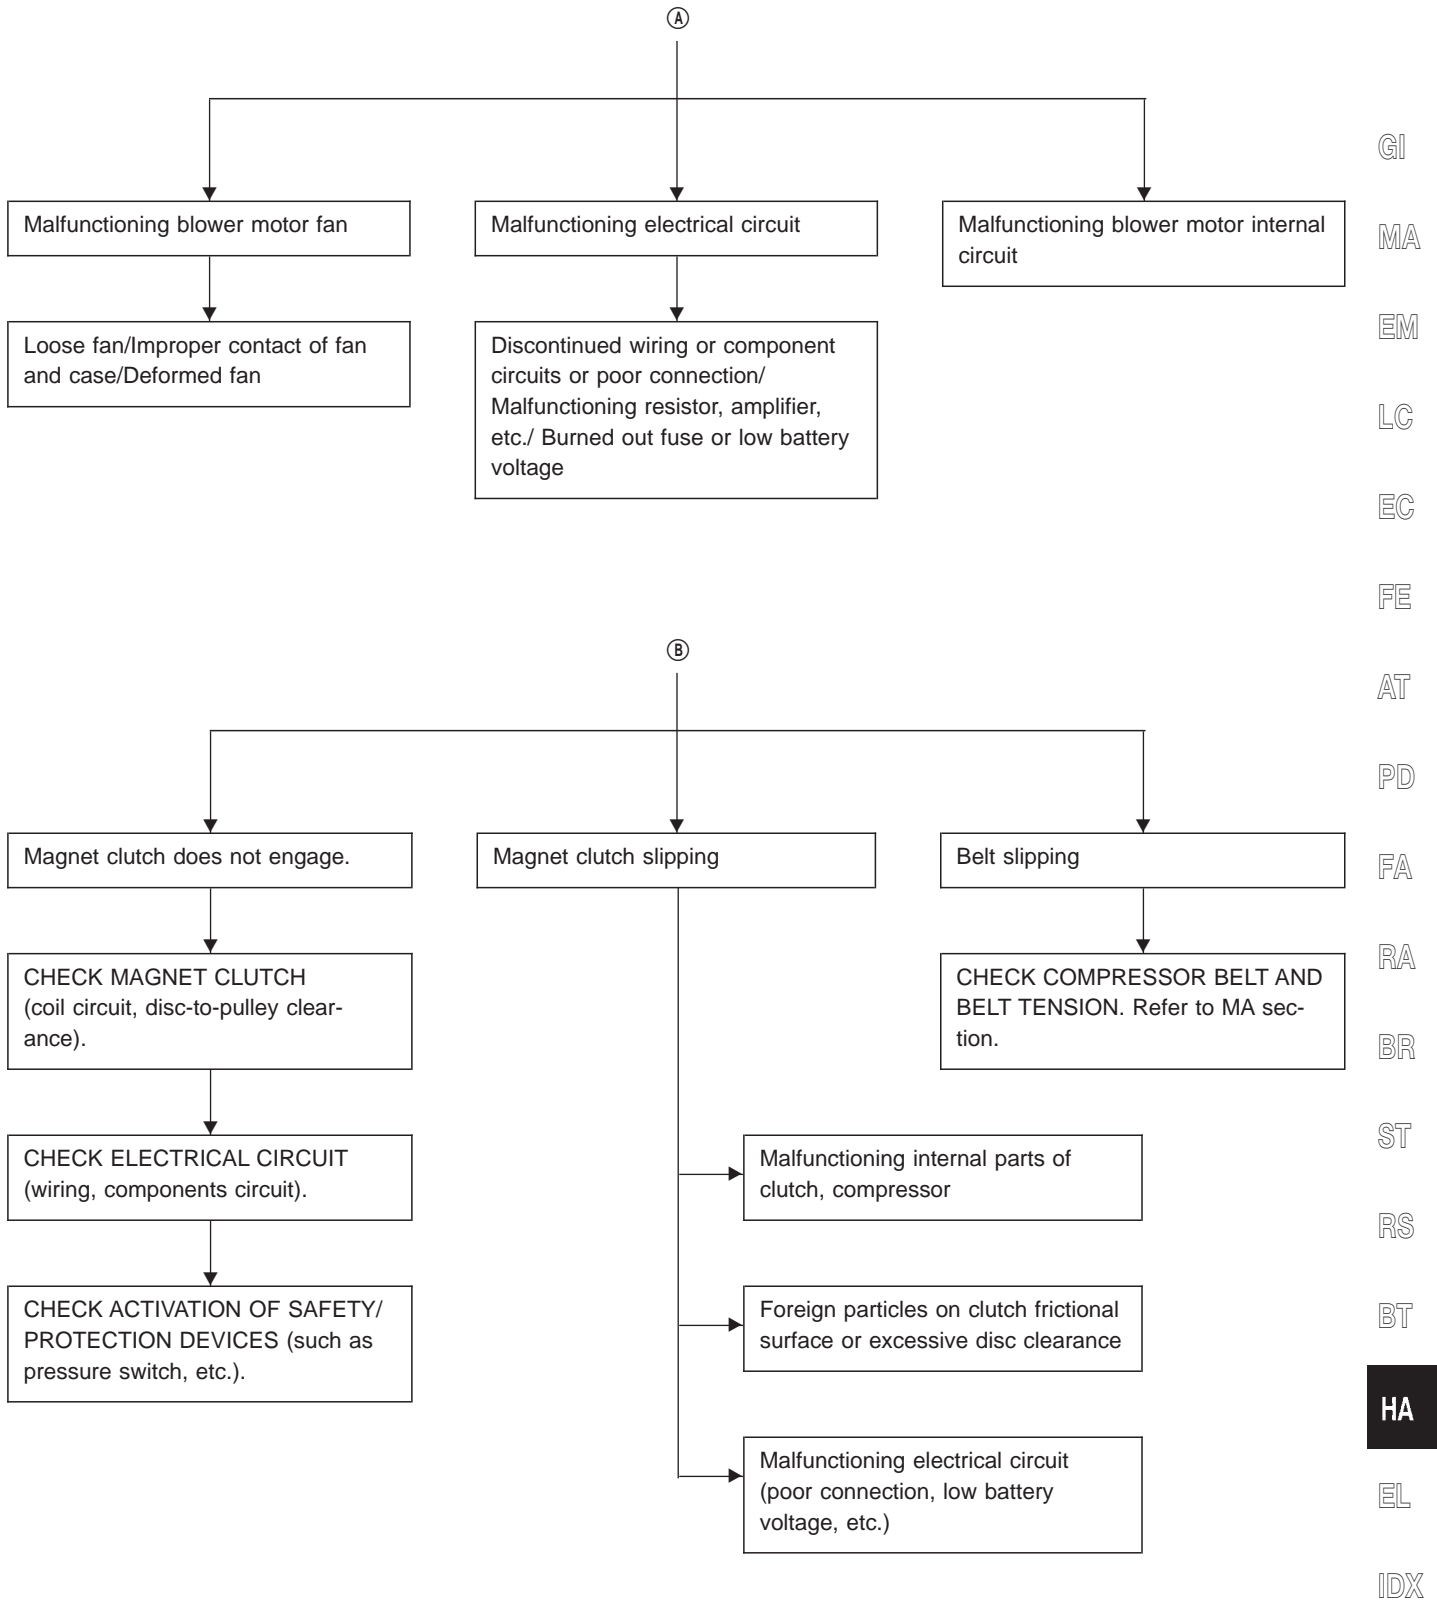 A
Malfunctioning blower motor fan
Malfunctioning electrical circuit
Malfunctioning blower motor internal
circuit
Loose fan/Improper contact of fan
and case/Deformed fan
Discontinued wiring or component
circuits or poor connection/
Malfunctioning resistor, amplifier,
etc./ Burned out fuse or low battery
voltage
B
Magnet clutch does not engage.
Magnet clutch slipping
Belt slipping
CHECK MAGNET CLUTCH
(coil circuit, disc-to-pulley clear-
ance).
CHECK COMPRESSOR BELT AND
BELT TENSION. Refer to MA sec-
tion.
CHECK ELECTRICAL CIRCUIT
(wiring, components circuit).
Malfunctioning internal parts of
clutch, compressor
CHECK ACTIVATION OF SAFETY/
PROTECTION DEVICES (such as
pressure switch, etc.).
Foreign particles on clutch frictional
surface or excessive disc clearance
Malfunctioning electrical circuit
(poor connection, low battery
voltage, etc.)
GI
MA
EM
LC
EC
FE
AT
PD
FA
RA
BR
ST
RS
BT
HA
EL
IDX